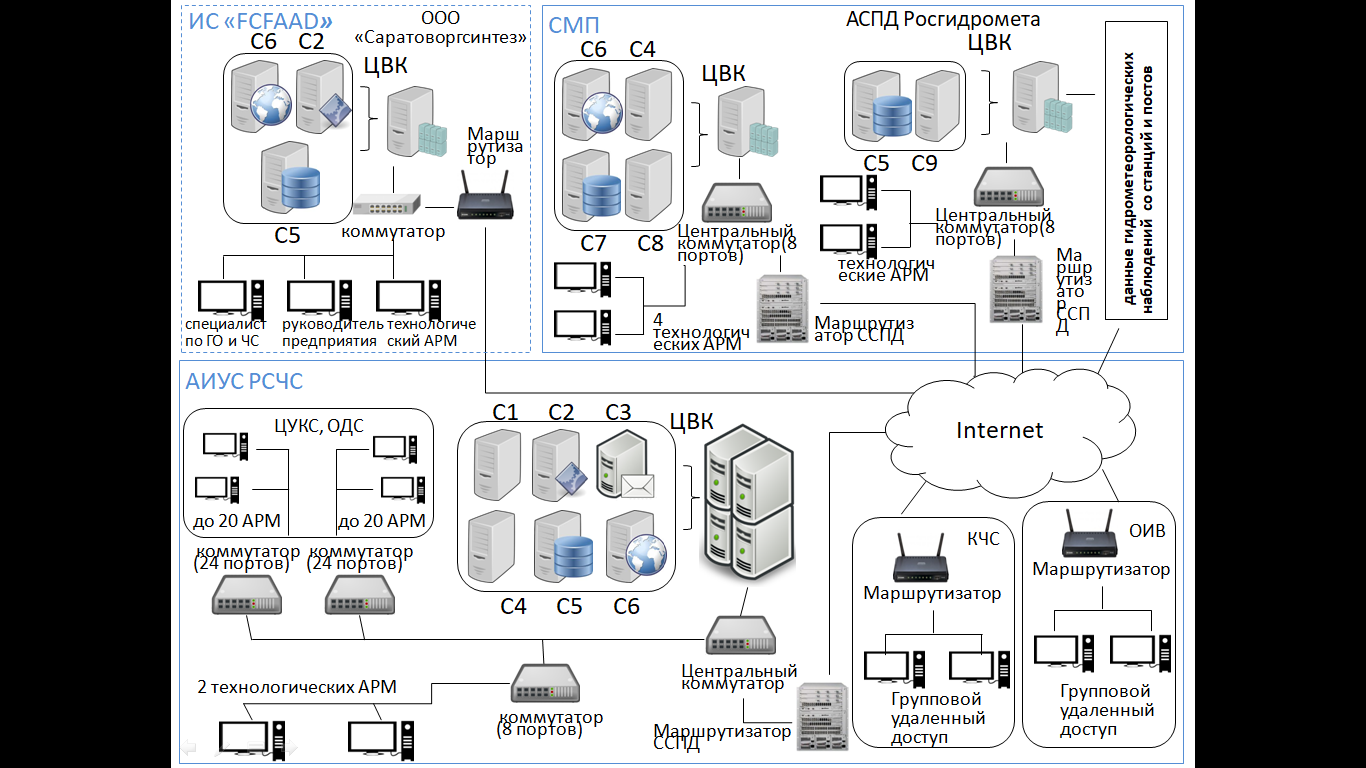 ИС «FCFAAD»
ООО
«Саратоворгсинтез»
С6 С2
ЦВК
С5
Марш
рутиза
тор
коммутатор
специалист
по ГО и ЧС
руководитель
предприятия
технологиче
ский АРМ
СМП
С6 С4
ЦВК
С7 С8
Центральный
коммутатор(8
портов)
4
технологич
еских АРМ
Маршрутиз
атор ССПД
АСПД Росгидромета
ЦВК
С5 С9
технологич
еские АРМ
Центральный
коммутатор(8
портов)
Ма
ршр
утиз
ато
р
ССП
Д
данные гидрометеорологических
наблюдений со станций и постов
АИУС РСЧС
ЦУКС, ОДС
до 20 АРМ
до 20 АРМ
коммутатор
(24 портов)
коммутатор
(24 портов)
С1 С2 С3
ЦВК
С4 С5 С6
Internet
2 технологических АРМ
коммутатор
(8 портов)
Центральный
коммутатор
Маршрутизатор
ССПД
КЧС
Маршрутизатор
Групповой
удаленный
доступ
ОИВ
Маршрутизатор
Групповой
удаленный
доступ